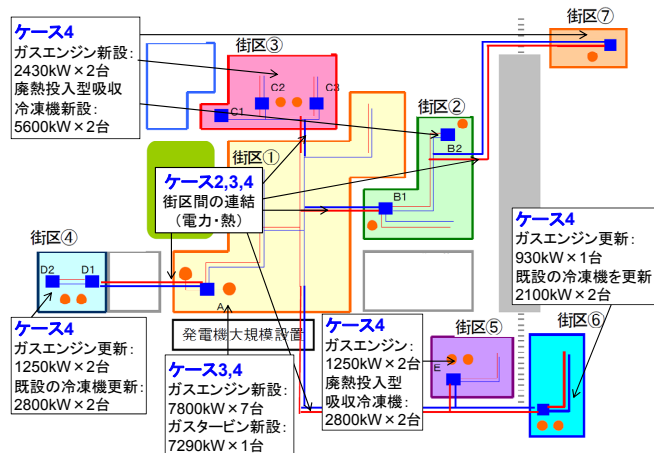 ケース4
ガスエンジン新設：
2430kW×2台
廃熱投入型吸収
冷凍機新設：
5600kW×2台
街区③
C2
C3
C1
街区⑦
街区②
B2
B1
街区①
ケース2,3,4
街区間の連結
（電力・熱）
街区④
D2
D1
A
発電機大規模設置
ケース4
ガスエンジン更新：
1250kW×2台
既設の冷凍機更新：
2800kW×2台
ケース3,4
ガスエンジン新設：
7800kW×7台
ガスタービン新設：
7290kW×1台
ケース4
ガスエンジン：
1250kW×2台
廃熱投入型
吸収冷凍機：
2800kW×2台
街区⑤
E
ケース4
ガスエンジン更新：
930kW×1台
既設の冷凍機を更新
2100kW×2台
街区⑥